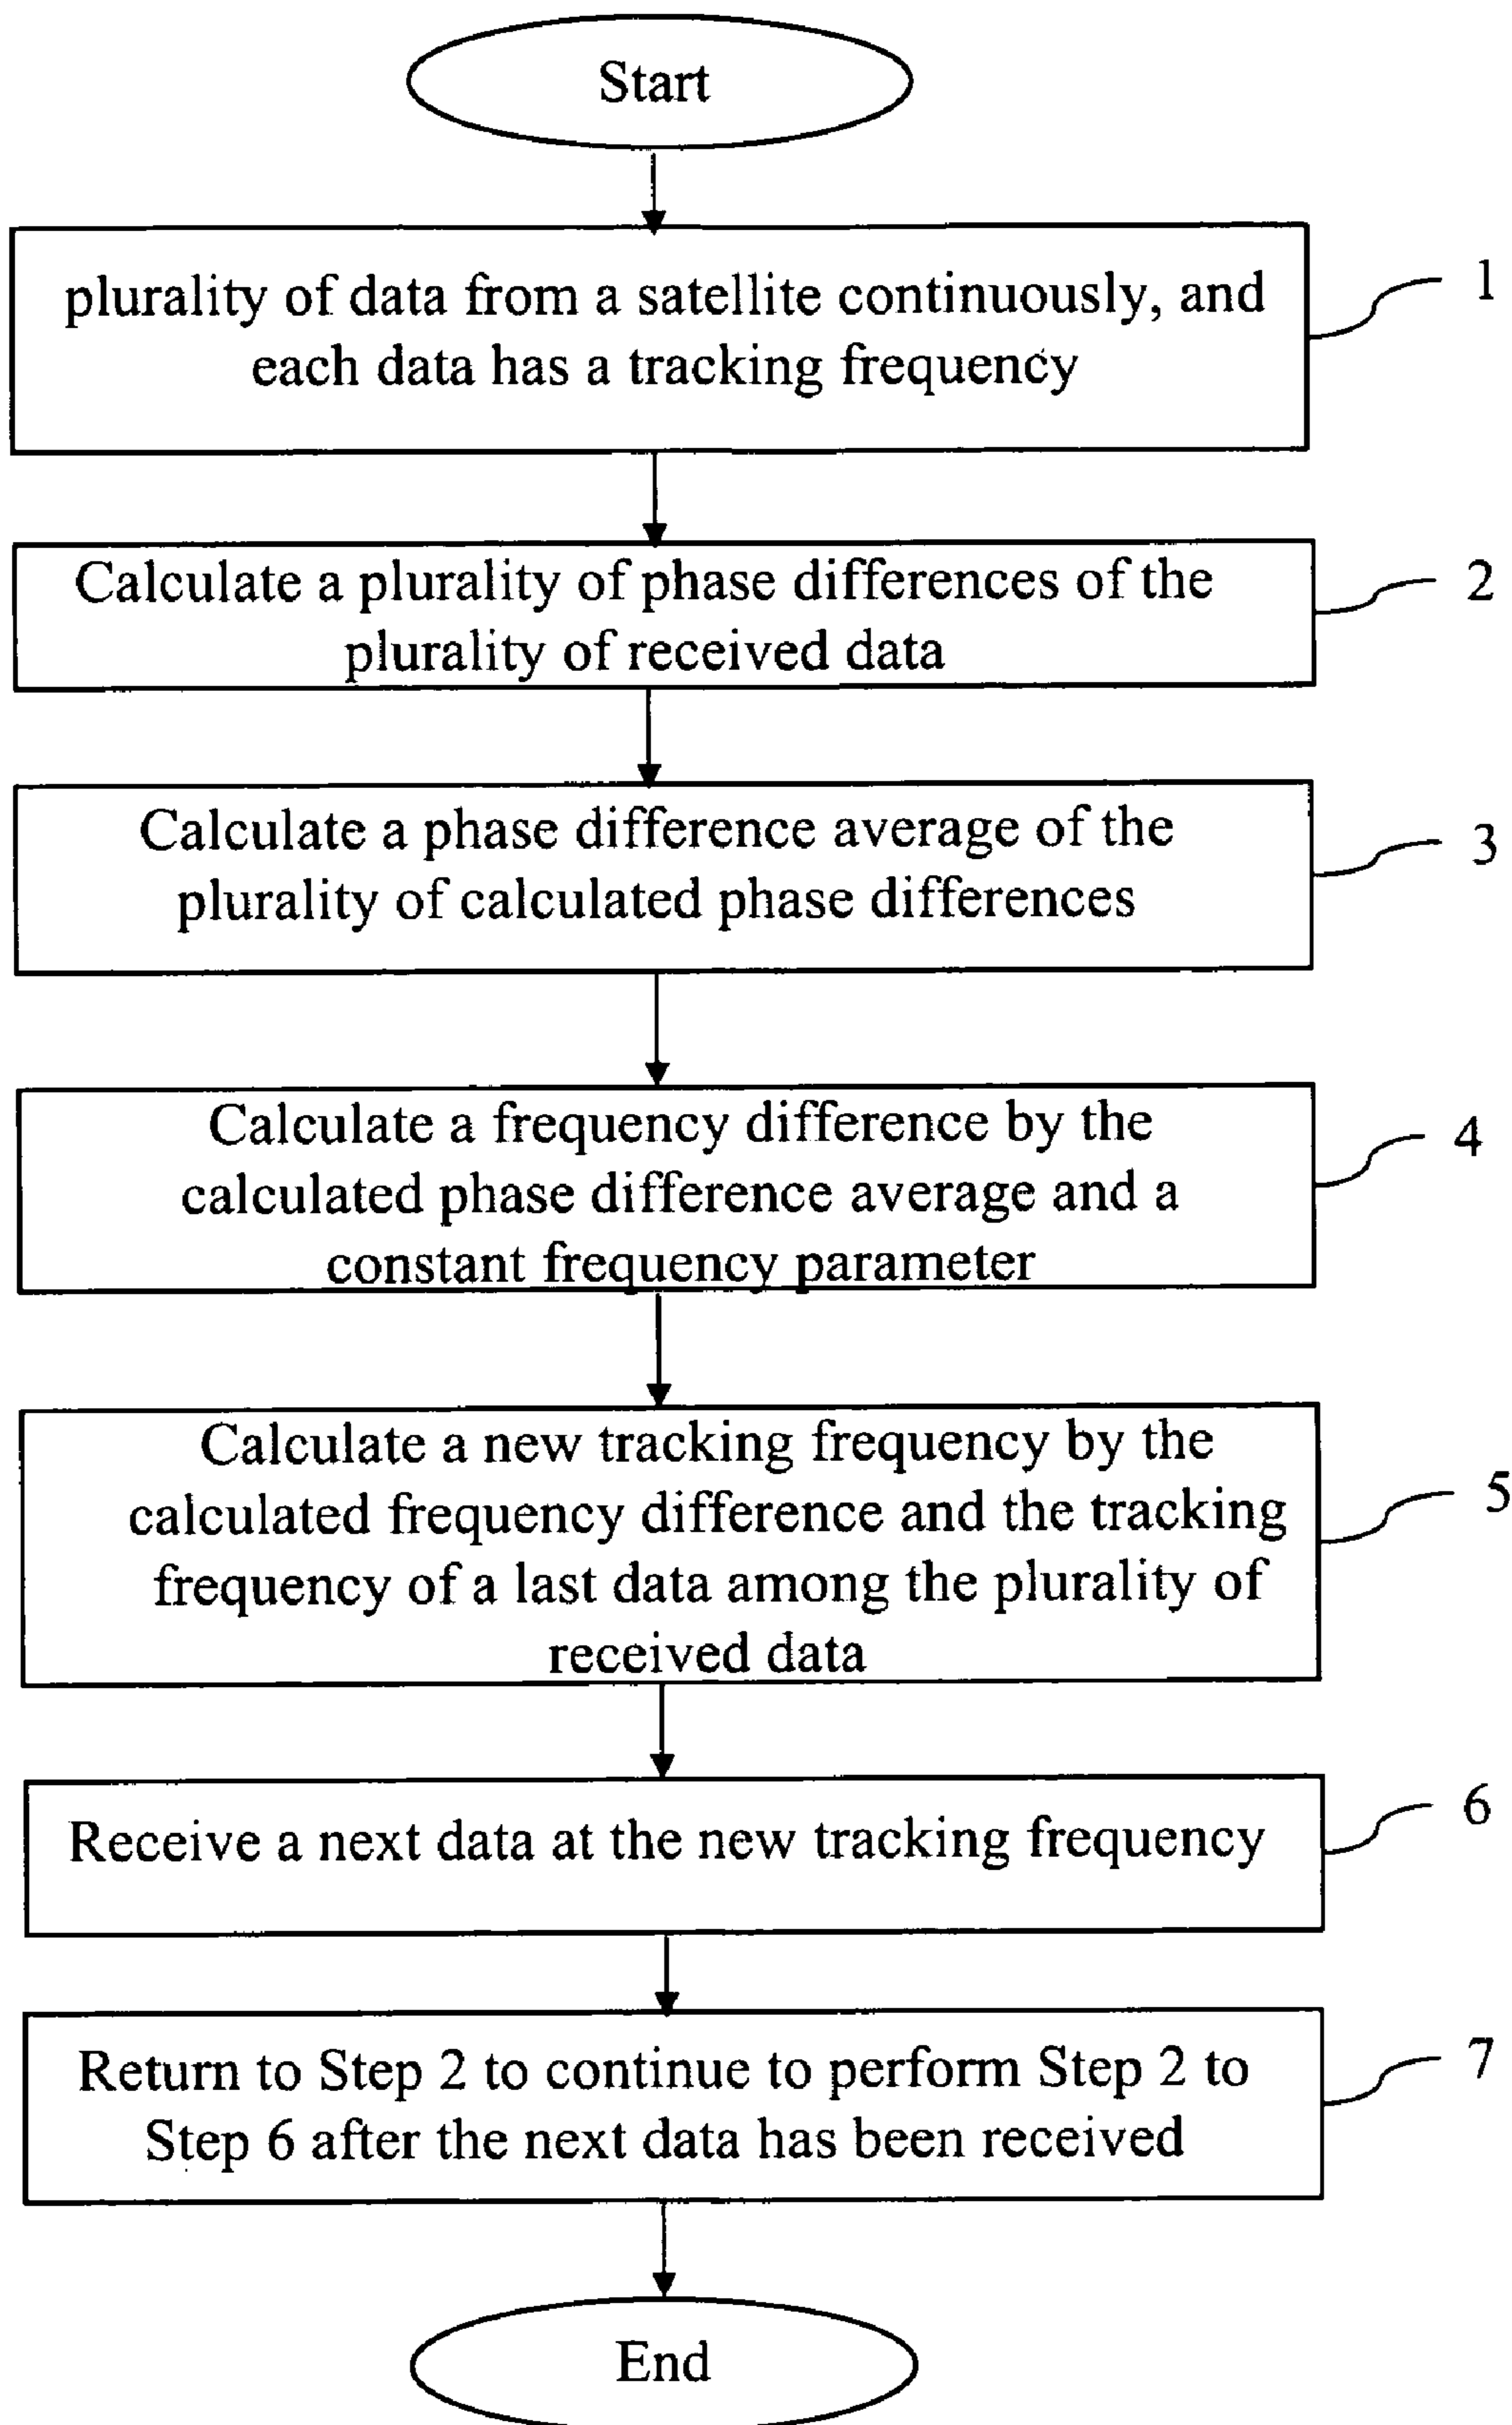 Start
plurality of data from a satellite continuously, and
each data has a tracking frequency
1
Calculate a plurality of phase differences of the
plurality of received data
2
Calculate a phase difference average of the
plurality of calculated phase differences
3
Calculate a frequency difference by the
calculated phase difference average and a
constant frequency parameter
4
Calculate a new tracking frequency by the
calculated frequency difference and the tracking
frequency of a last data among the plurality of
received data
5
Receive a next data at the new tracking frequency
6
Return to Step 2 to continue to perform Step 2 to
Step 6 after the next data has been received
7
End